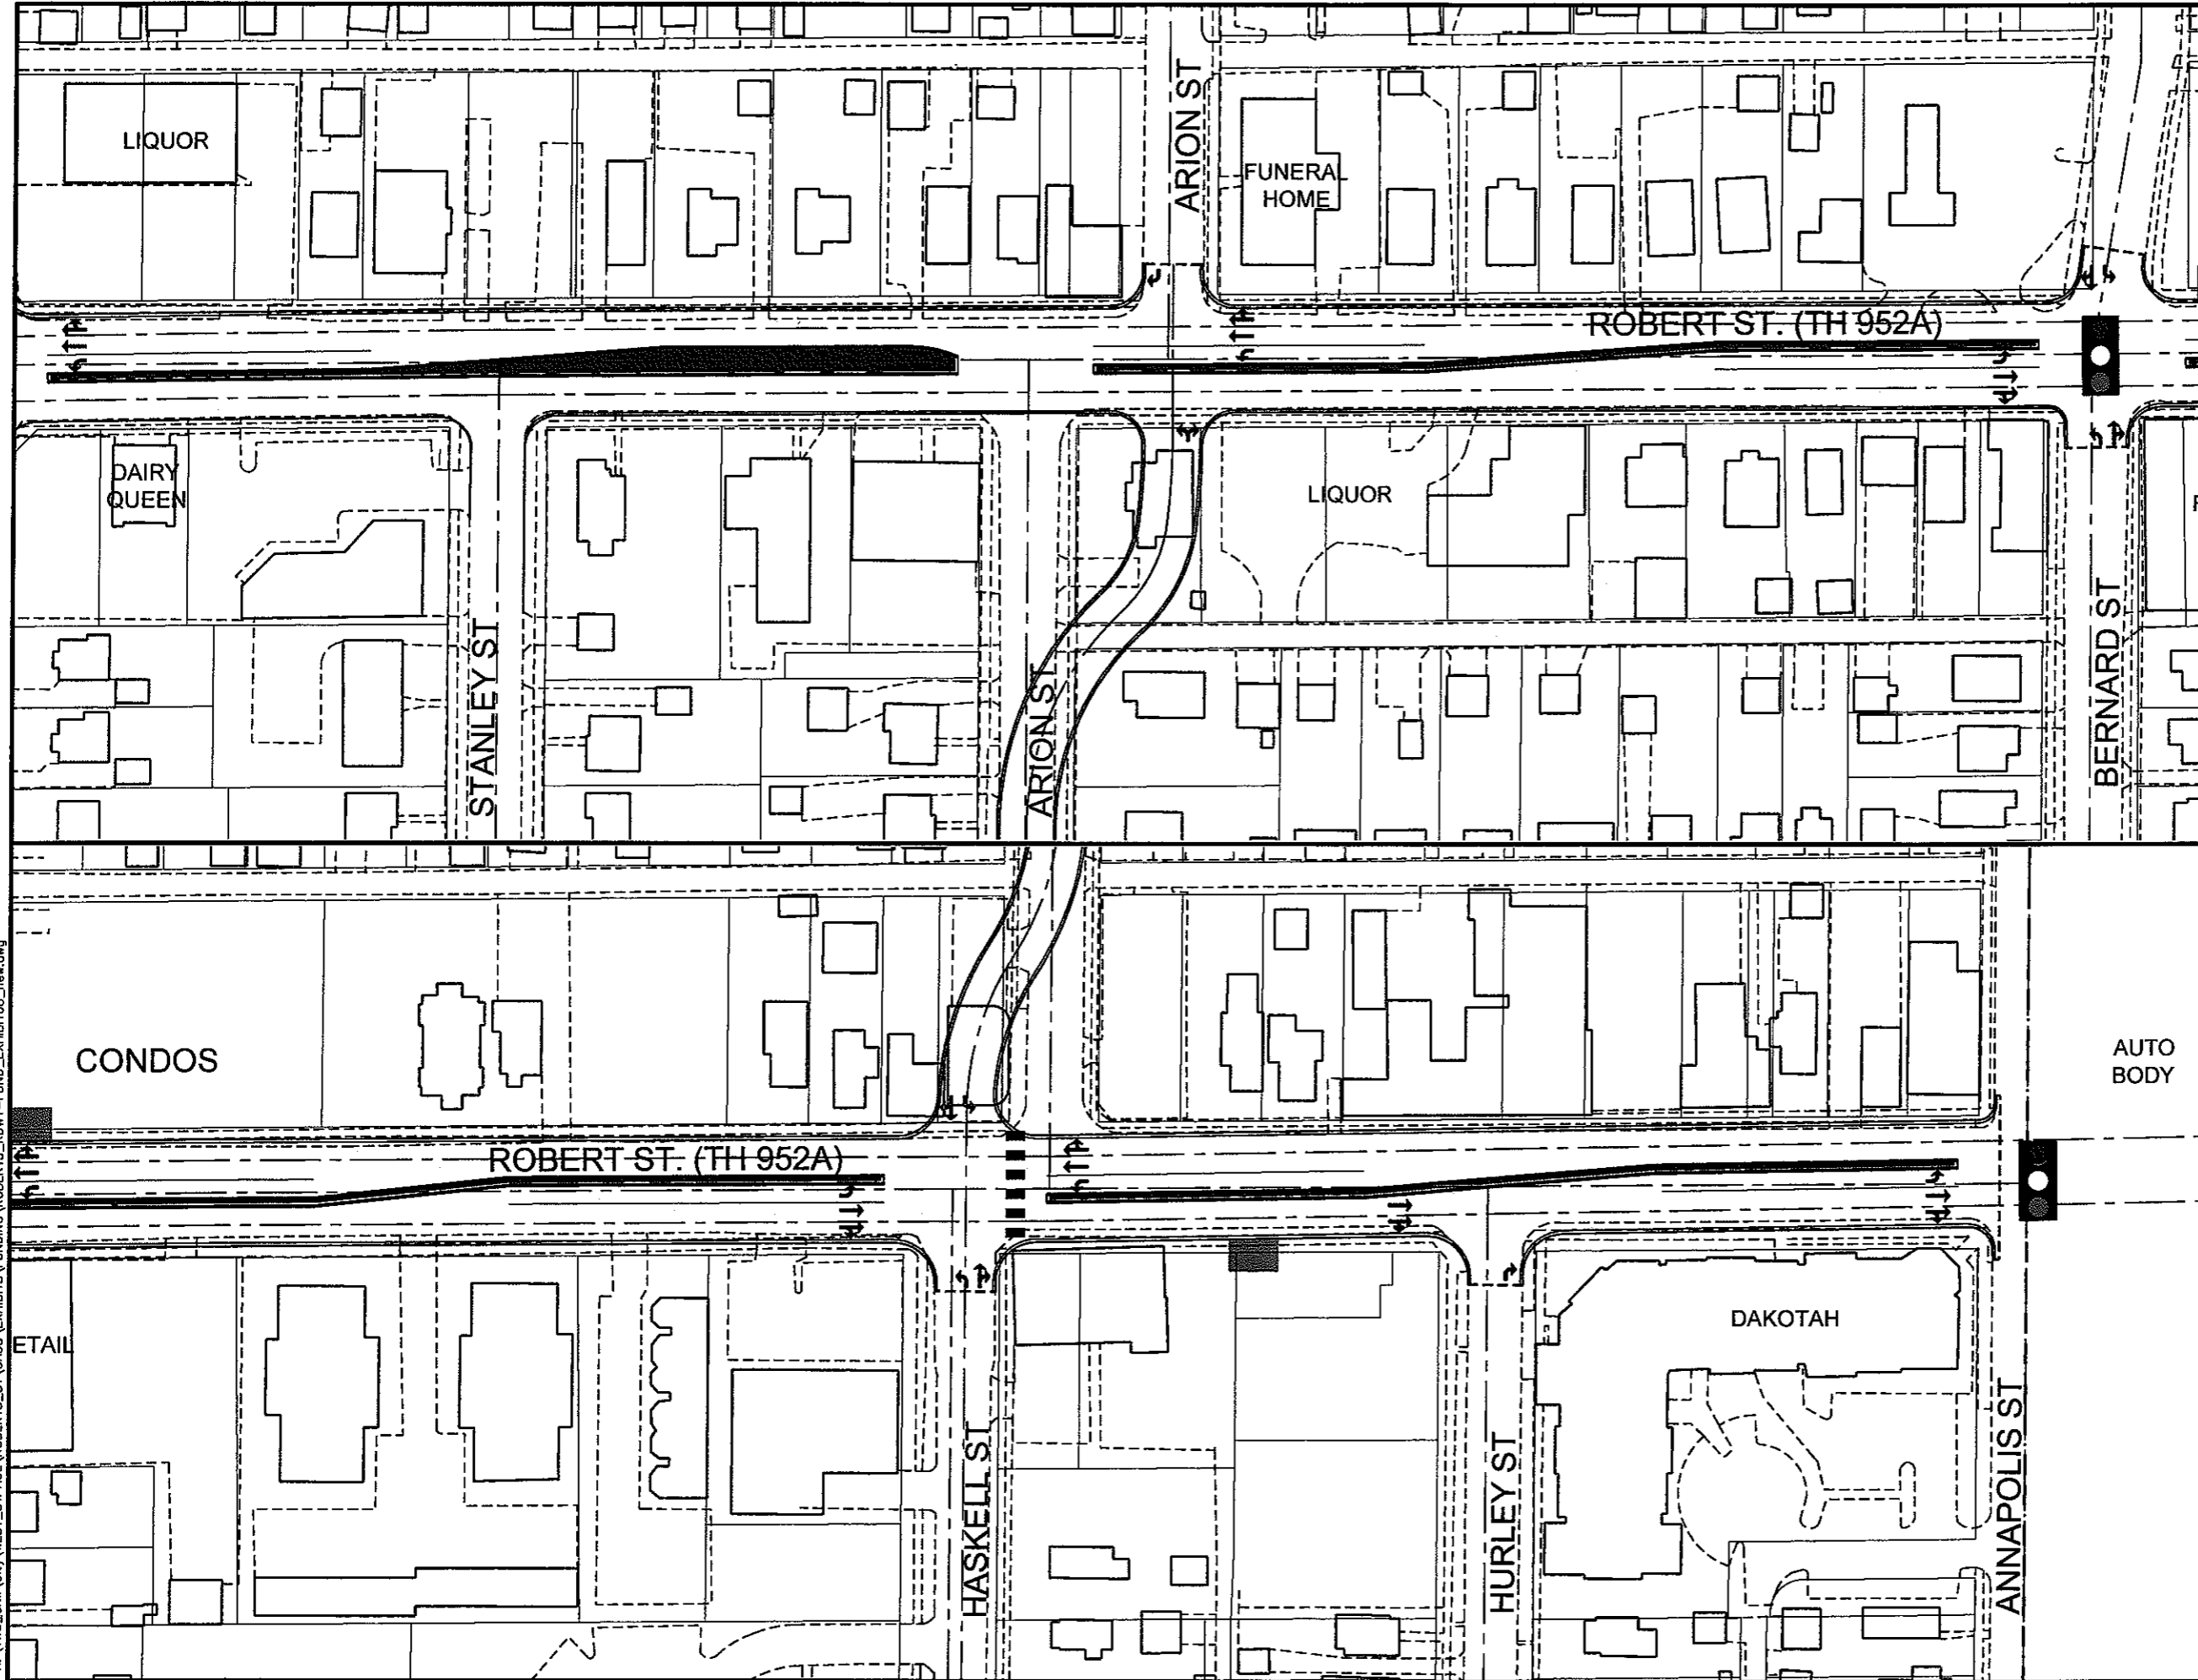 LIQUOR
ARION ST
FUNERAL
HOME
ROBERT ST. (TH 952A)
DAIRY
QUEEN
LIQUOR
STANLEY ST
ARION ST
BERNARD ST
CONDOS
AUTO
BODY
ROBERT ST. (TH 952A)
ETAIL
DAKOTAH
HASKELL ST
HURLEY ST
ANNAPOLIS ST